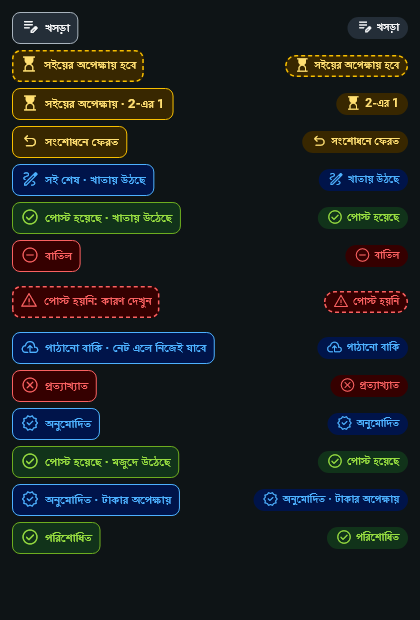 খসড়া খসড়া
সইয়ের অপেক্ষায় হবে সইয়ের অপেক্ষায় হবে
সইয়ের অপেক্ষায় · 2-এর 1 2-এর 1
সংশোধনে ফেরত সংশোধনে ফেরত
সই শেষ · খাতায় উঠছে খাতায় উঠছে
পোস্ট হয়েছে · খাতায় উঠেছে পোস্ট হয়েছে
বাতিল বাতিল
পোস্ট হয়নি: কারণ দেখুন পোস্ট হয়নি
পাঠানো বাকি · নেট এলে নিজেই যাবে পাঠানো বাকি
প্রত্যাখ্যাত প্রত্যাখ্যাত
অনুমোদিত অনুমোদিত
পোস্ট হয়েছে · মজুদে উঠেছে পোস্ট হয়েছে
অনুমোদিত · টাকার অপেক্ষায় অনুমোদিত · টাকার অপেক্ষায়
পরিশোধিত পরিশোধিত